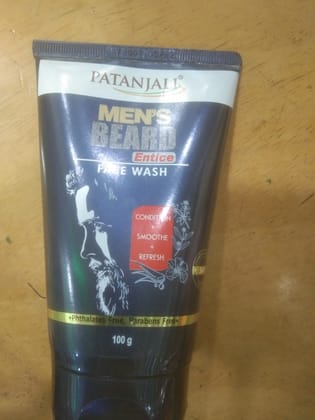 PATANJALI®
MEN'S
BEARD
Entice
FACE WASH
CONDITION
+
SMOOTHE
+
REFRESH
•Phthalates Free, Parabens Free•
100 g